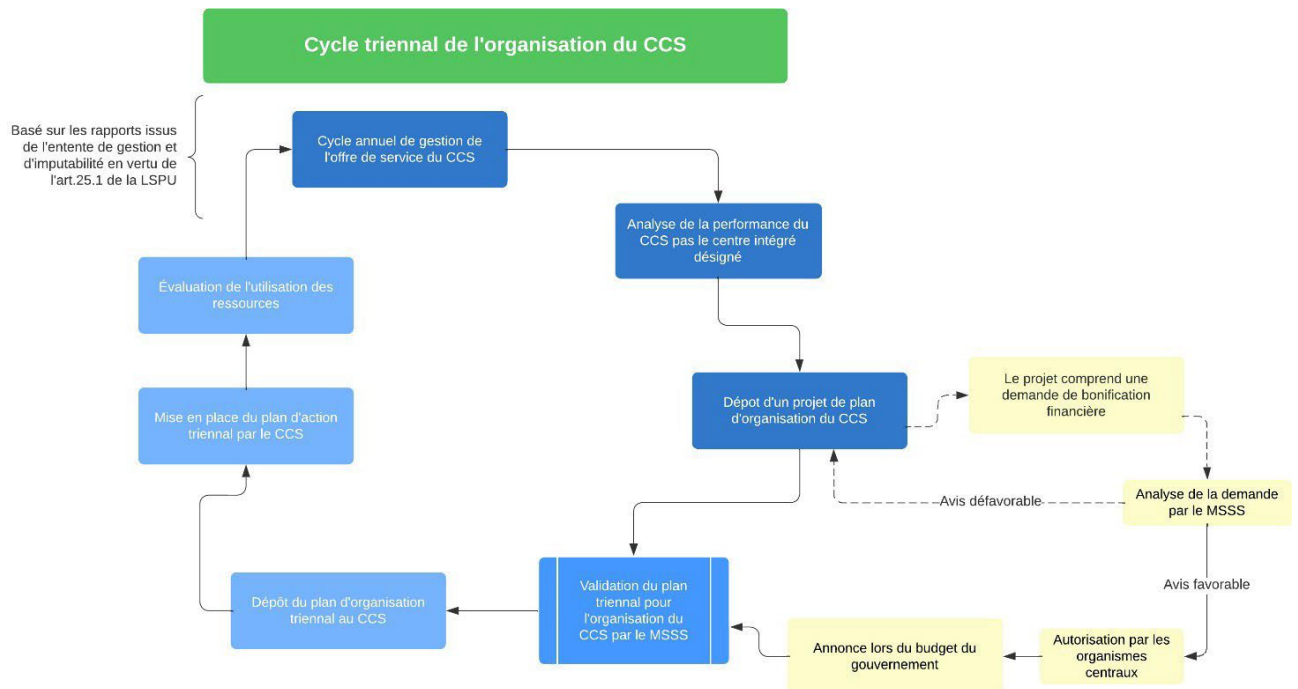 Cycle triennal de l'organisation du CCS
Basé sur les rapports issus
de l'entente de gestion et
d'imputabilité en vertu de
l'art.25.1 de la LSPU
Cycle annuel de gestion de
l'offre de service du CCS
Analyse de la performance du
CCS pas le centre intégré
désigné
Évaluation de l'utilisation des
ressources
Dépot d'un projet de plan
d'organisation du CCS
Le projet comprend une
demande de bonification
financière
Mise en place du plan d'action
triennal par le CCS
Avis défavorable
Analyse de la demande
par le MSSS
Avis favorable
Dépôt du plan d'organisation
triennal au CCS
Validation du plan
triennal pour
l'organisation du
CCS par le MSSS
Annonce lors du budget du
gouvernement
Autorisation par les
organismes
centraux